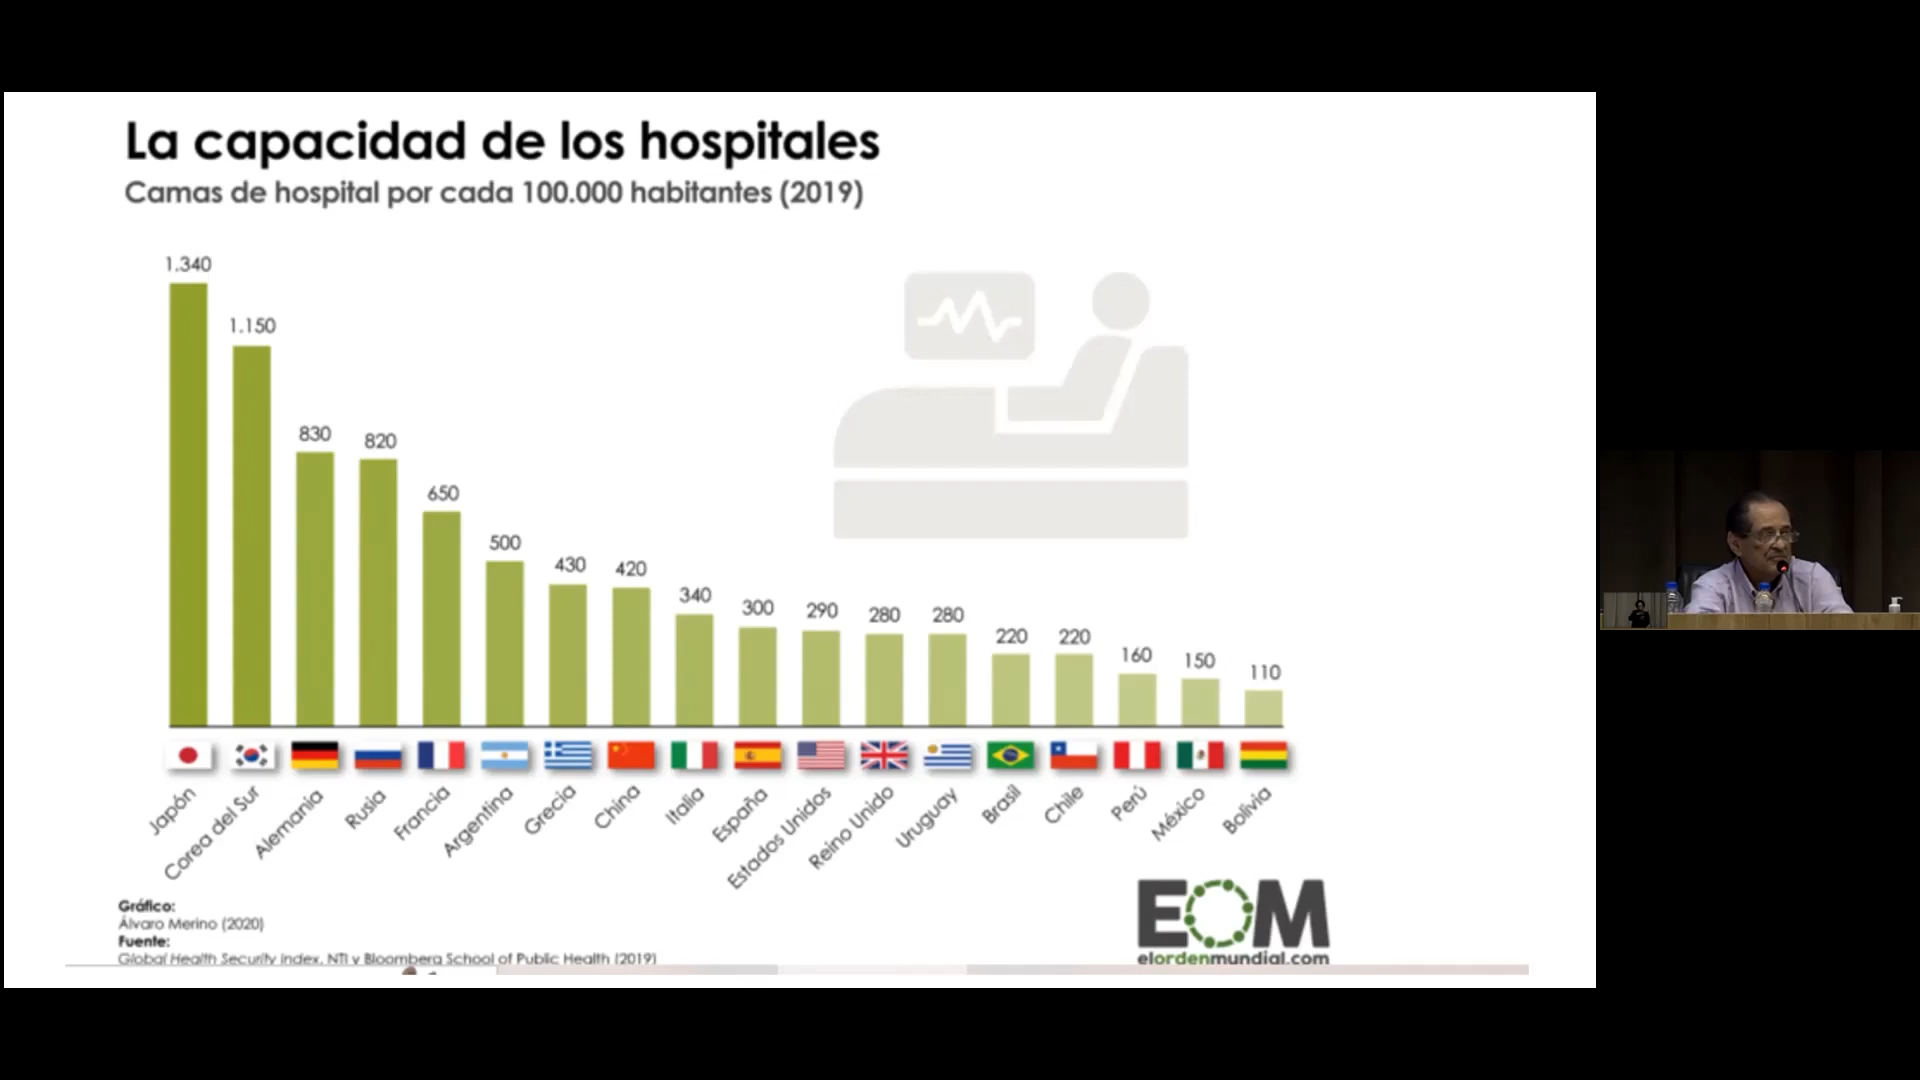 La capacidad de los hospitales
Camas de hospital por cada 100.000 habitantes (2019)
1.340
1.150
830
820
650
500
430
420
340
300
290
280
280
220
220
160
150
110
Japón
Corea del Sur
Alemania
Rusia
Francia
Argentina
Grecia
China
Italia
España
Estados Unidos
Reino Unido
Uruguay
Brasil
Chile
Perú
México
Bolivia
Gráfico:
Álvaro Merino (2020)
Fuente:
Global Health Security Index, NTI y Bloomberg School of Public Health (2019)
EOM
elordenmundial.com